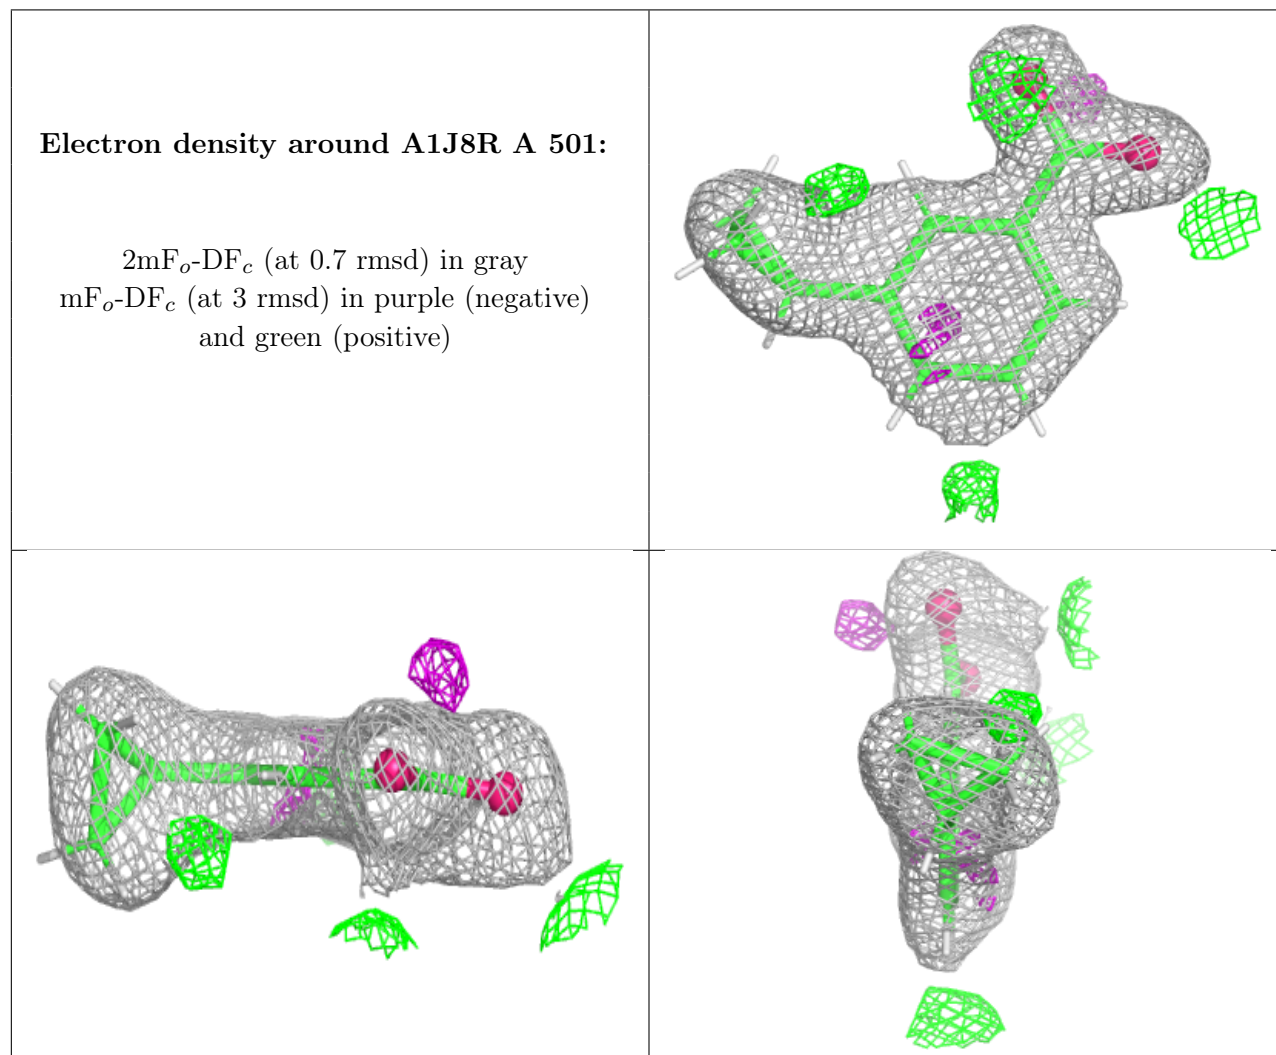 Electron density around A1J8R A 501:
2mFo-DFc (at 0.7 rmsd) in gray
mFo-DFc (at 3 rmsd) in purple (negative)
and green (positive)